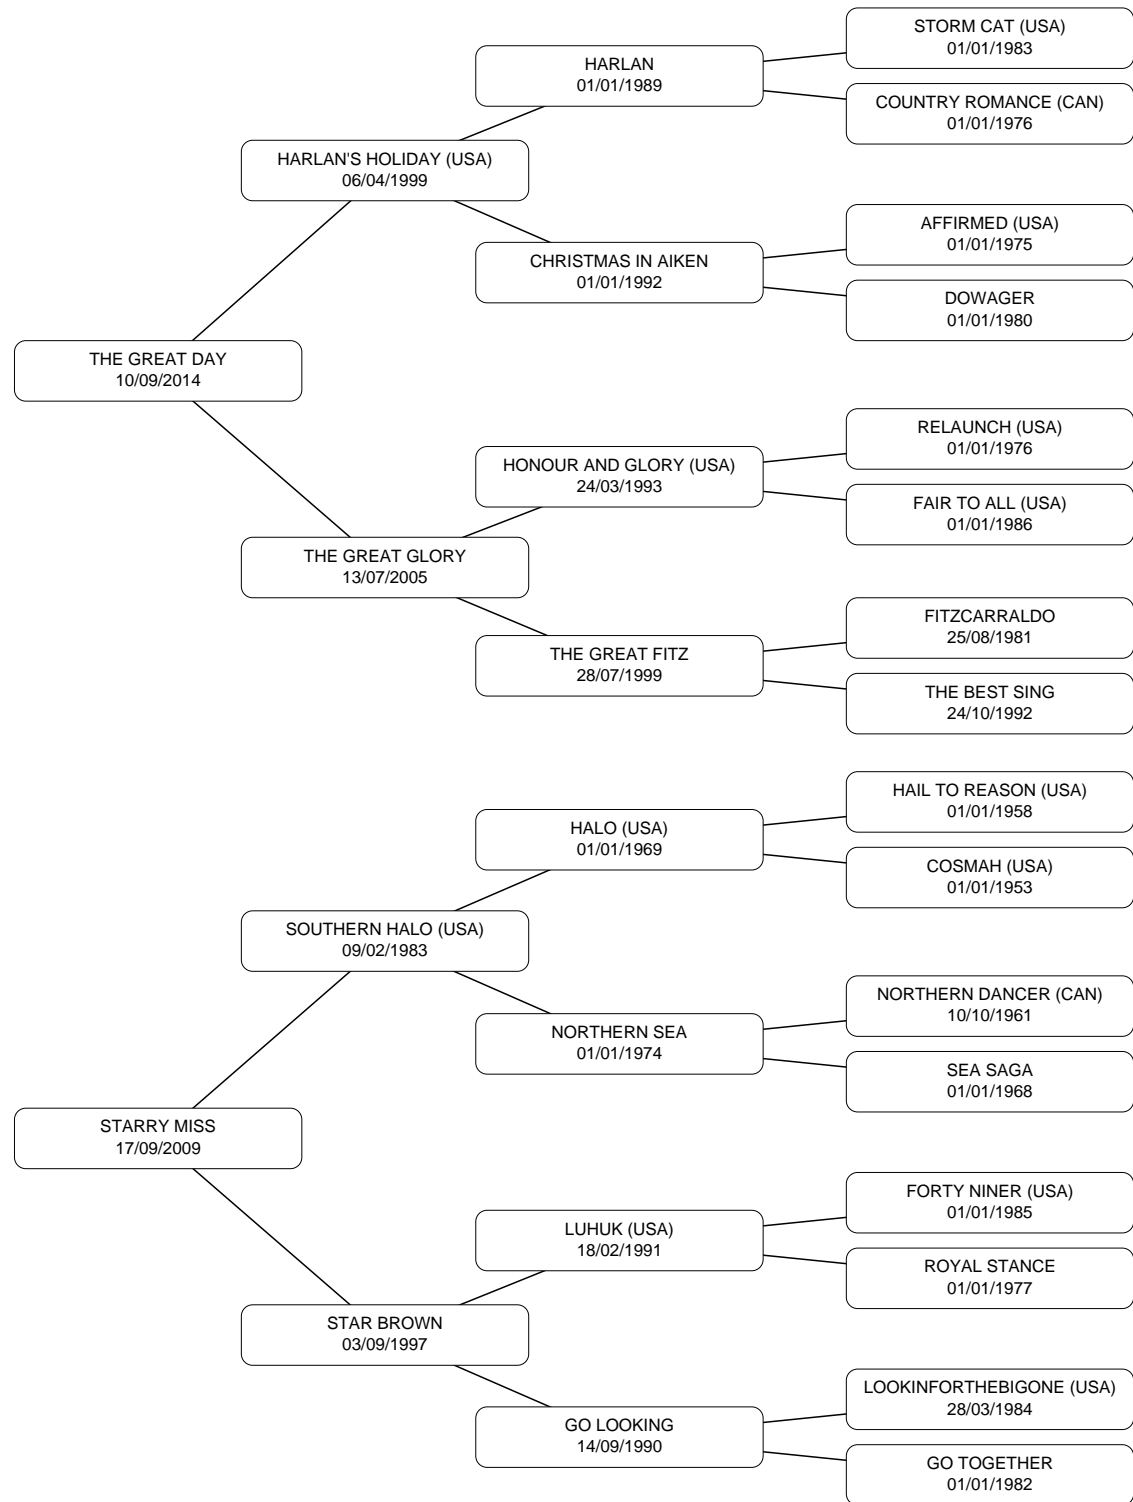 STORM CAT (USA)
01/01/1983
HARLAN
01/01/1989
COUNTRY ROMANCE (CAN)
01/01/1976
HARLAN'S HOLIDAY (USA)
06/04/1999
AFFIRMED (USA)
01/01/1975
CHRISTMAS IN AIKEN
01/01/1992
DOWAGER
01/01/1980
THE GREAT DAY
10/09/2014
RELAUNCH (USA)
01/01/1976
HONOUR AND GLORY (USA)
24/03/1993
FAIR TO ALL (USA)
01/01/1986
THE GREAT GLORY
13/07/2005
FITZCARRALDO
25/08/1981
THE GREAT FITZ
28/07/1999
THE BEST SING
24/10/1992
HAIL TO REASON (USA)
01/01/1958
HALO (USA)
01/01/1969
COSMAH (USA)
01/01/1953
SOUTHERN HALO (USA)
09/02/1983
NORTHERN DANCER (CAN)
10/10/1961
NORTHERN SEA
01/01/1974
SEA SAGA
01/01/1968
STARRY MISS
17/09/2009
FORTY NINER (USA)
01/01/1985
LUHUK (USA)
18/02/1991
ROYAL STANCE
01/01/1977
STAR BROWN
03/09/1997
LOOKINFORTHEBIGONE (USA)
28/03/1984
GO LOOKING
14/09/1990
GO TOGETHER
01/01/1982